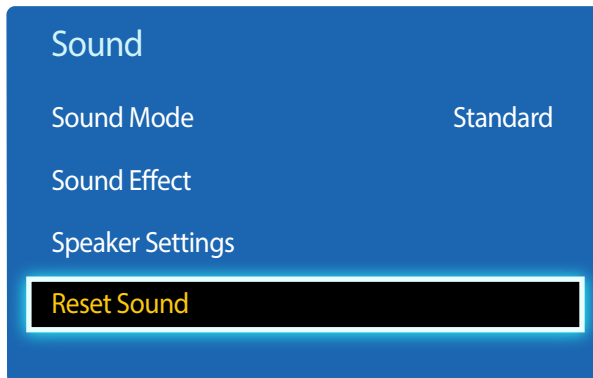 Sound
Sound Mode Standard
Sound Effect
Speaker Settings
Reset Sound